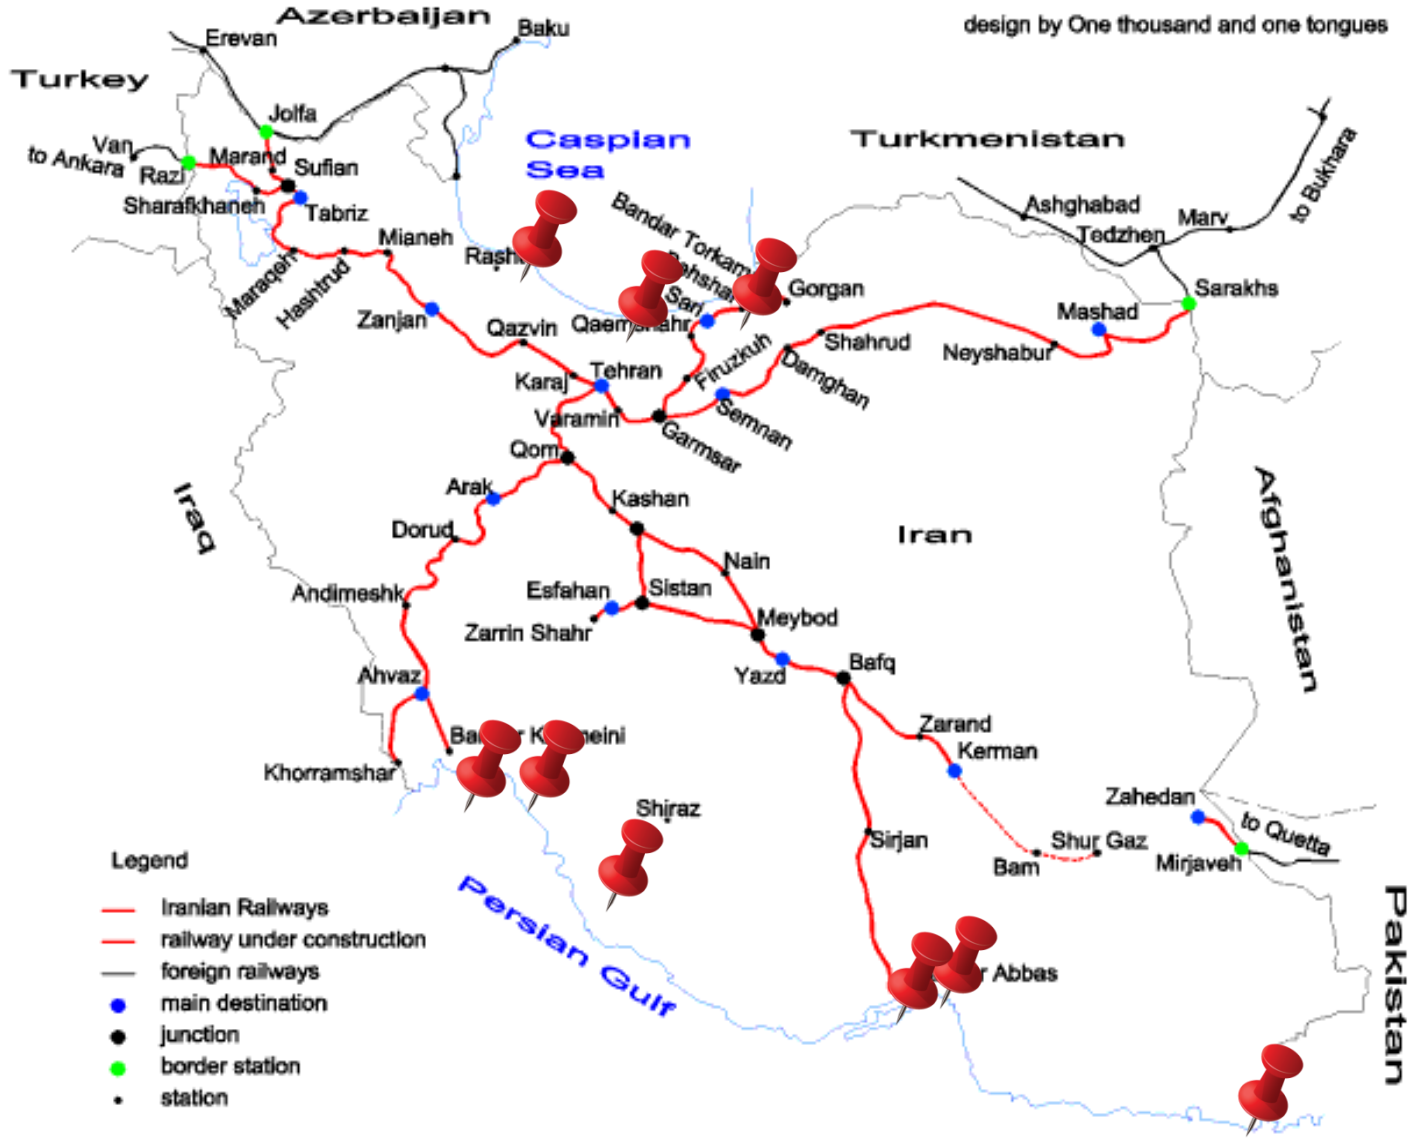 Azerbaijan
design by One thousand and one tongues
Baku
Erevan
Turkey
Jolfa
Caspian
Sea
Turkmenistan
to Bukhara
Van
to Ankara
Razi
Marand
Sufian
Sharafkhaneh
Tabriz
Mianeh
Maraqeh
Hashtrud
Zanjan
Qazvin
Karaj
Tehran
Varamin
Bandar
Sari
Gorgan
Firuzkuh
Damghan
Shahrud
Semnan
Garmsar
Ashghabad
Marv
Tedzhen
Sarakhs
Mashad
Neyshabur
Qom
Arak
Kashan
Dorud
Iraq
Iran
Afghanistan
Nain
Andimeshk
Esfahan
Sistan
Zarrin Shahr
Meybod
Yazd
Bafq
Ahvaz
Khorramshar
Zarand
Kerman
Shiraz
Zahedan
to Quetta
Sirjan
Bam
Shur Gaz
Mirjaveh
Persian Gulf
Abbas
Pakistan
Legend
Iranian Railways
railway under construction
foreign railways
main destination
junction
border station
station